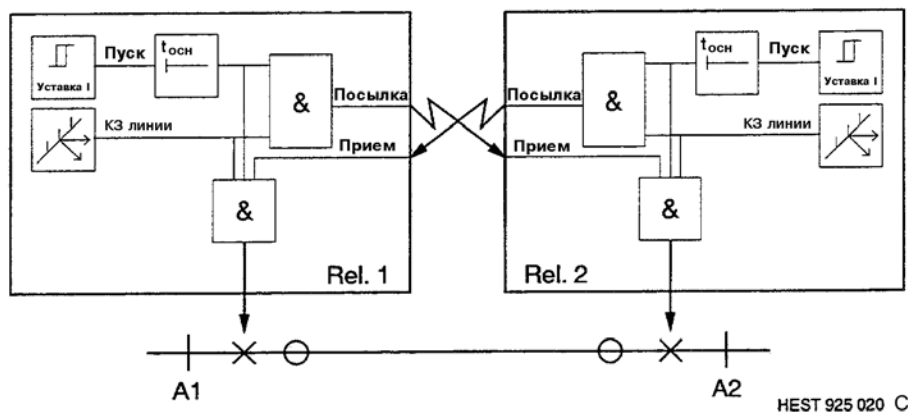 Уставка I
Пуск
tосн
КЗ линии
&
Посылка
Прием
&
Rel. 1
tосн
Пуск
Уставка I
Посылка
&
КЗ линии
Прием
&
Rel. 2
A1
A2
HEST 925 020 C